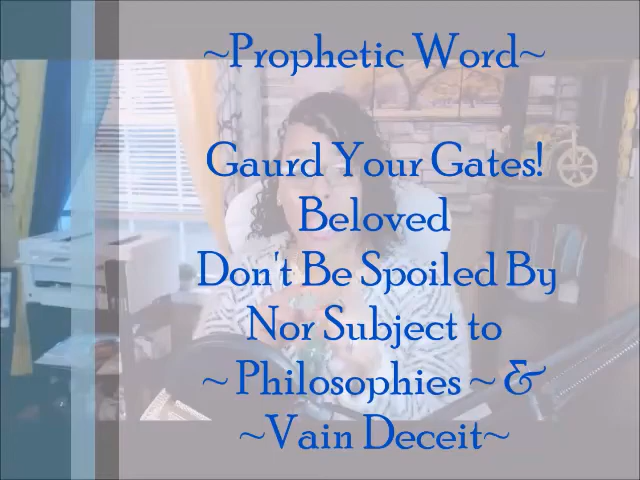 ~Prophetic Word~
Gaurd Your Gates!
Beloved
Don't Be Spoiled By
Nor Subject to
~ Philosophies ~ &
~Vain Deceit~